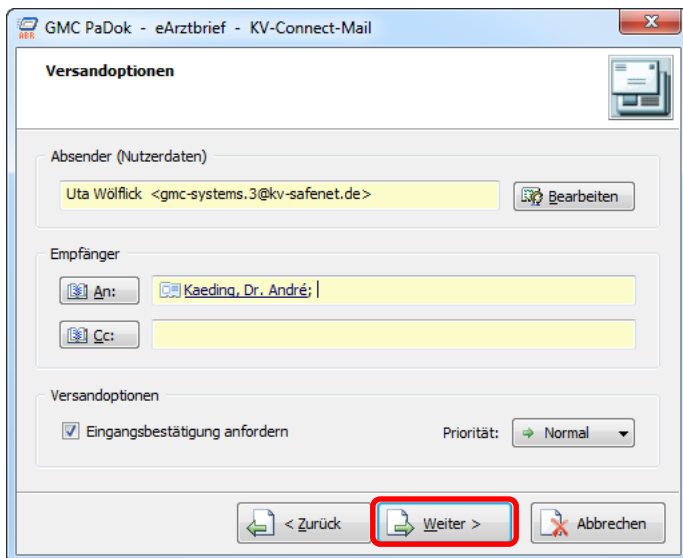 GMC PaDok - eArztbrief - KV-Connect-Mail
Versandoptionen
Absender (Nutzerdaten)
Uta Wölflick <gmc-systems.3@kv-safenet.de>
Bearbeiten
Empfänger
An:
Kaeding, Dr. André;
Cc:
Versandoptionen
Eingangsbestätigung anfordern
Priorität:
Normal
< Zurück
Weiter >
Abbrechen